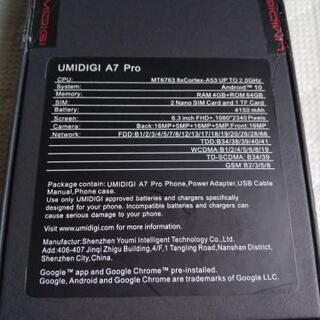 UMIDIGI
UMIDIGI
UMIDIGI A7 Pro
CPU: MT6763 8xCortex-A53 UP TO 2.0GHz
System: Android™ 10
Memory: RAM 4GB+ROM 64GB
SIM: 2 Nano SIM Card and 1 TF Card
Battery: 4150 mAh
Screen: 6.3 inch FHD+,1080*2340 Pixels
Camera: Back:16MP+5MP+16MP+5MP, Front:16MP
Network: FDD:B1/2/3/4/5/7/8/12/13/17/18/19/20/26/28/66
TDD:B34/38/39/40/41
WCDMA:B1/2/4/5/6/8/19
TD-SCDMA: B34/39
GSM:B2/3/5/8
Package contain: UMIDIGI A7 Pro Phone,Power Adapter,USB Cable
Manual,Phone case.
Use only UMIDIGI approved batteries and chargers specifically
designed for your phone. Incompatible batteries and chargers can
cause serious damage to your phone.
Visit www.umidigi.com for more information.
Manufactur:Shenzhen Youmi Intelligent Technology Co.,Ltd.
Add:406-407 Jinqi Zhigu Building,4/F,1 Tangling Road,Nanshan District,
Shenzhen City,China.
Google™ app and Google Chrome™ pre-installed.
Google, Android and Google Chrome are trademarks of Google LLC.